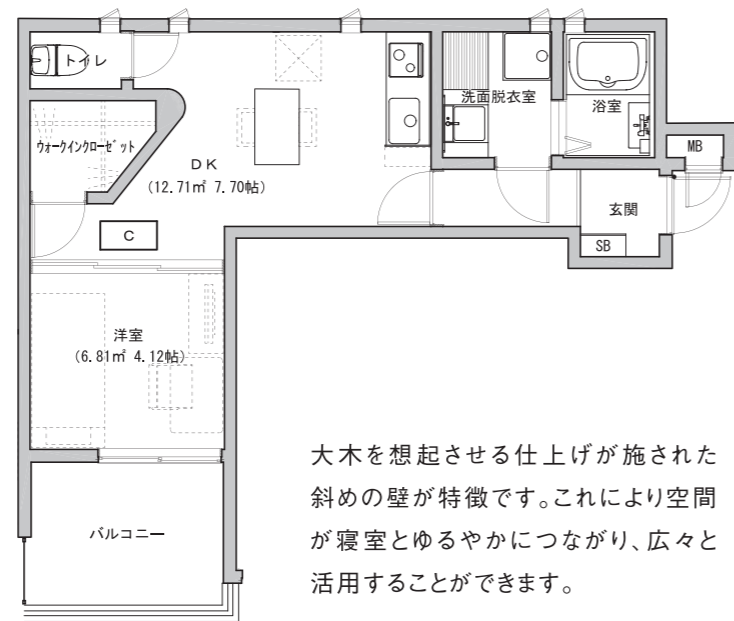 トイレ
洗面脱衣室
浴室
ウォークインクローゼット
MB
DK
(12.71㎡ 7.70帖)
玄関
C
SB
洋室
(6.81㎡ 4.12帖)
バルコニー
大木を想起させる仕上げが施された
斜めの壁が特徴です。これにより空間
が寝室とゆるやかにつながり、広々と
活用することができます。